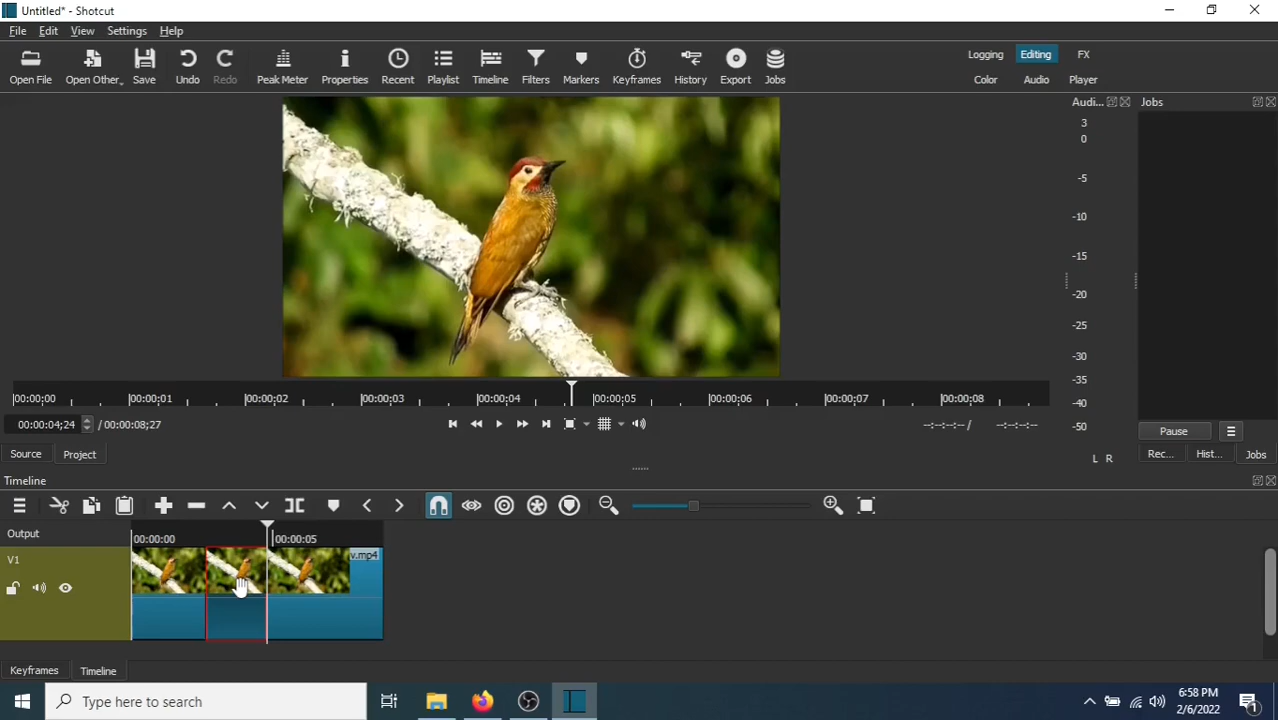 Untitled* - Shotcut
File Edit View Settings Help
Open File Open Other... Save Undo Redo Peak Meter Properties Recent Playlist Timeline Filters Markers Keyframes History Export Jobs
Logging Editing FX
Color Audio Player
Audi... Jobs
3
0
-5
-10
-15
-20
-25
-30
-35
-40
-50
L R
|00:00:00 |00:00:01 |00:00:02 |00:00:03 |00:00:04 |00:00:05 |00:00:06 |00:00:07 |00:00:08
00:00:04;24 / 00:00:08;27
--:--:--:-- / --:--:--:--
Pause
Source Project
Rec... Hist... Jobs
Timeline
Output
00:00:00 00:00:05
V1
v.mp4
Keyframes Timeline
Type here to search
6:58 PM
2/6/2022
1